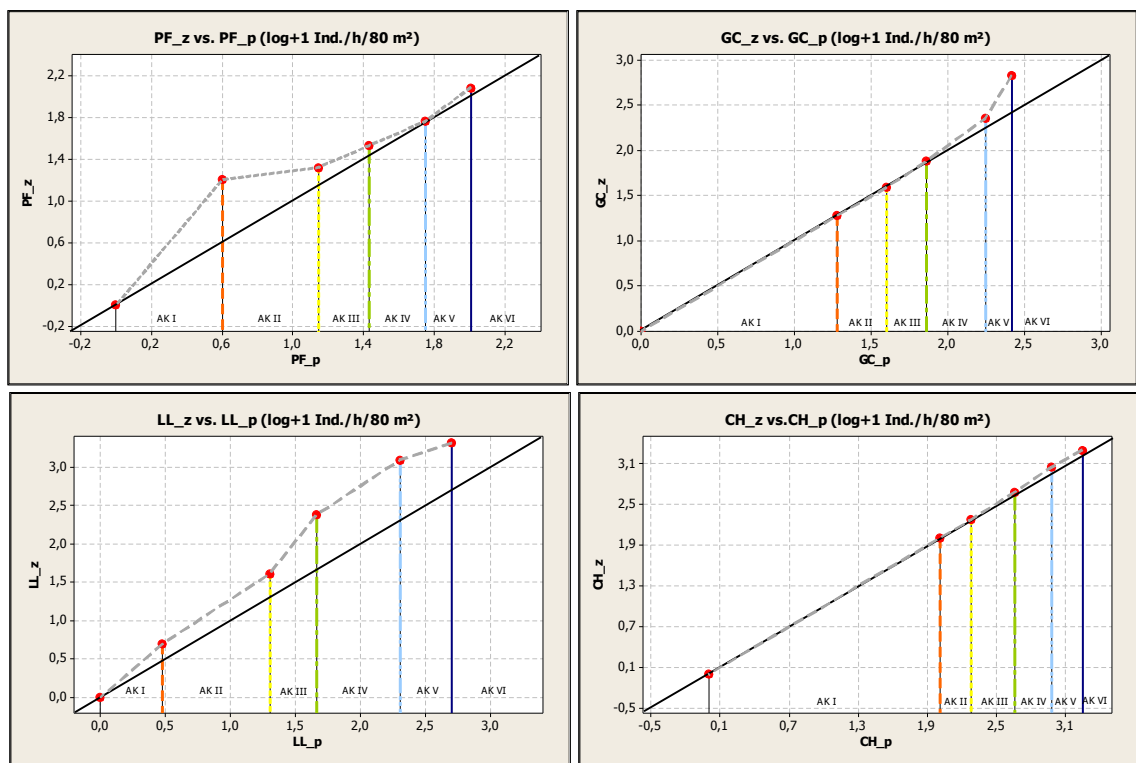 PF_z vs. PF_p (log+1 Ind./h/80 m²)
2,2
1,8
1,4
1,0
0,6
0,2
-0,2
PF_z
AK I AK II AK III AK IV AK V AK VI
-0,2 0,2 0,6 1,0 1,4 1,8 2,2
PF_p
GC_z vs. GC_p (log+1 Ind./h/80 m²)
3,0
2,5
2,0
1,5
1,0
0,5
0,0
GC_z
AK I AK II AK III AK IV AK V AK VI
0,0 0,5 1,0 1,5 2,0 2,5 3,0
GC_p
LL_z vs. LL_p (log+1 Ind./h/80 m²)
3,0
2,5
2,0
1,5
1,0
0,5
0,0
LL_z
AK I AK II AK III AK IV AK V AK VI
0,0 0,5 1,0 1,5 2,0 2,5 3,0
LL_p
CH_z vs.CH_p (log+1 Ind./h/80 m²)
3,1
2,5
1,9
1,3
0,7
0,1
-0,5
CH_z
AK I AK II AK III AK IV AK V AK VI
-0,5 0,1 0,7 1,3 1,9 2,5 3,1
CH_p